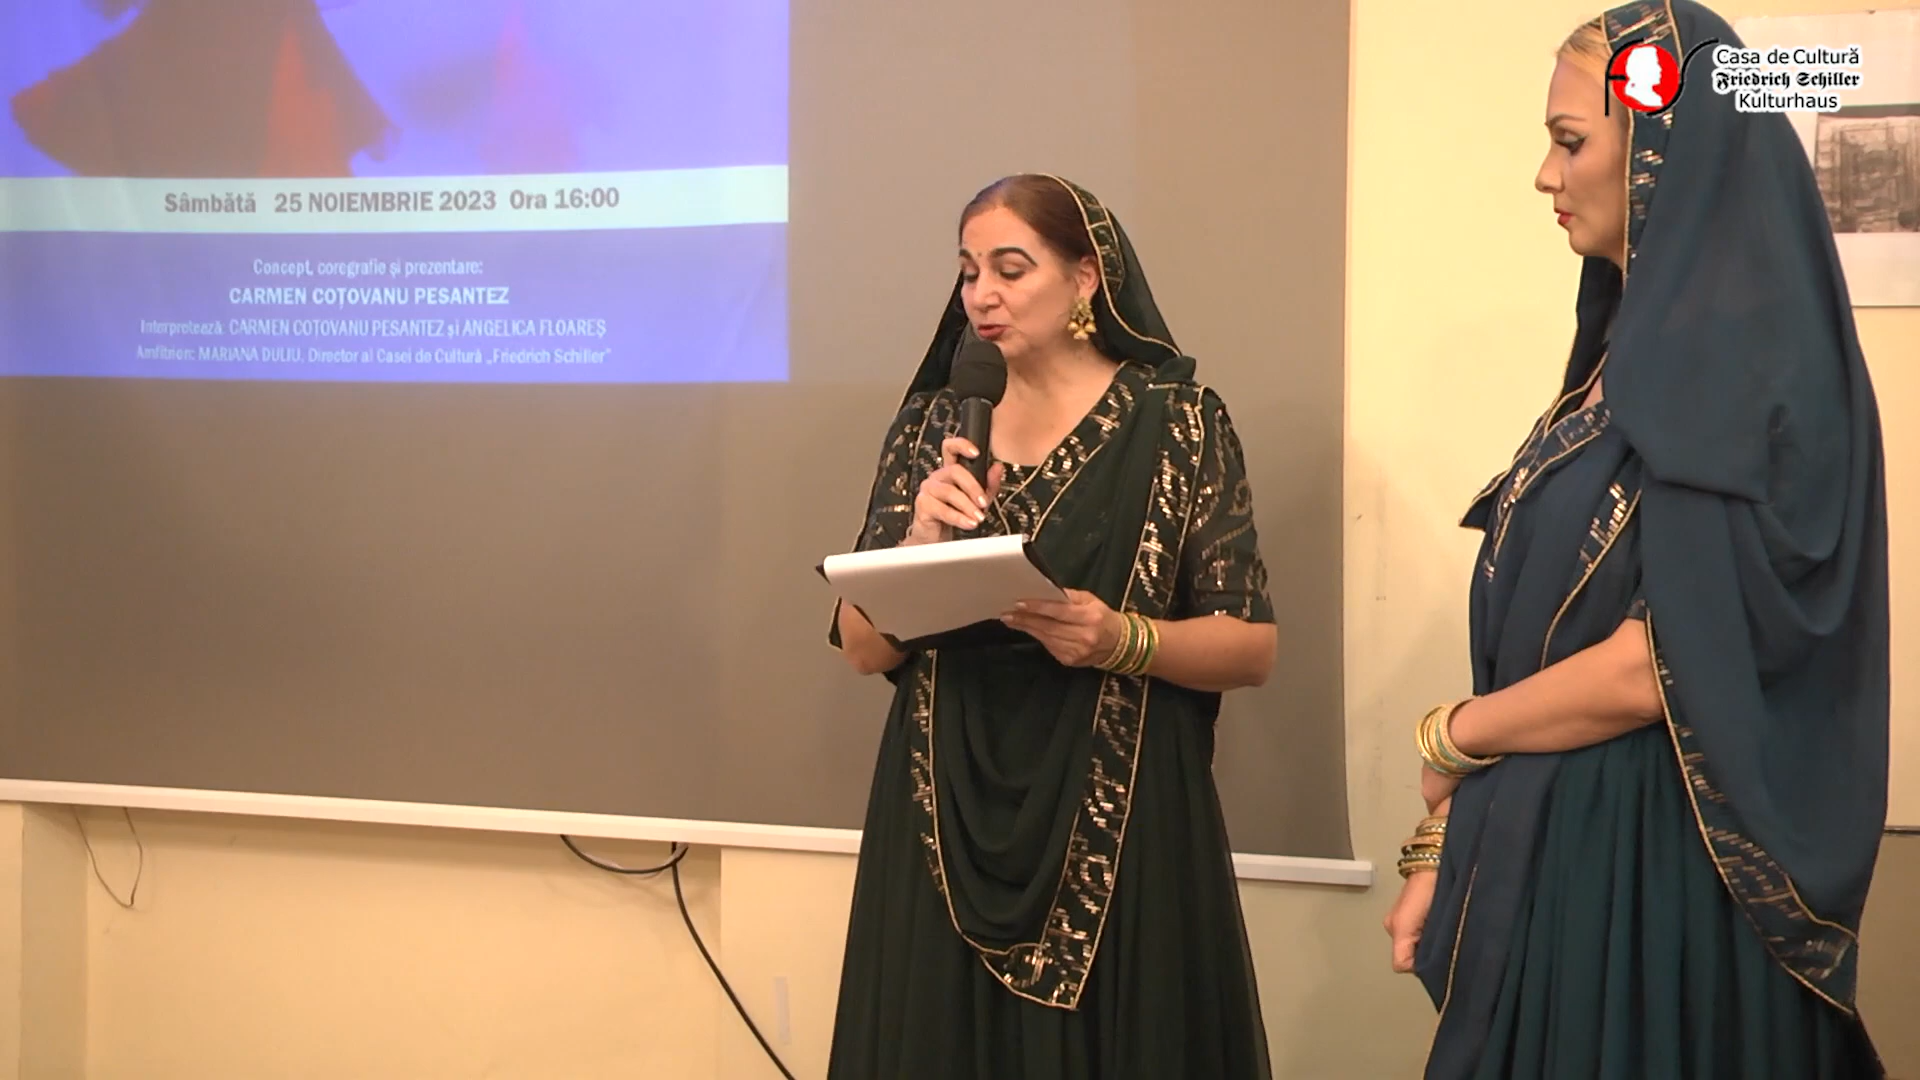 Sâmbătă 25 NOIEMBRIE 2023 Ora 16:00
Concept, coregrafie și prezentare:
CARMEN COȚOVANU PESANTEZ
Interpretează: CARMEN COȚOVANU PESANTEZ și ANGELICA FLOAREȘ
Amfitrion: MARIANA DULIU, Director al Casei de Cultură „Friedrich Schiller”
Casa de Cultură
Friedrich Schiller
Kulturhaus